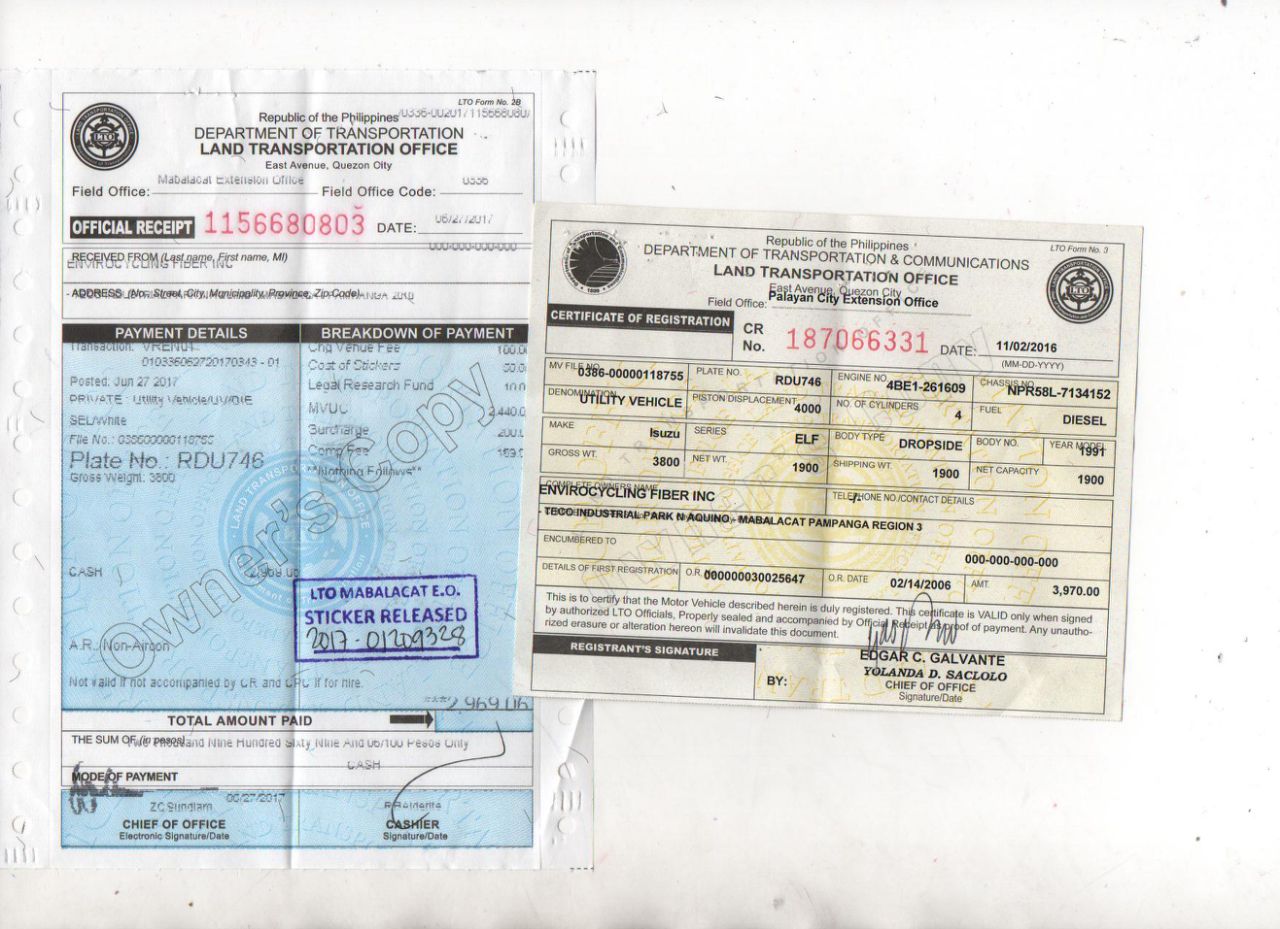 LTO Form No. 2B
Republic of the Philippines
DEPARTMENT OF TRANSPORTATION
LAND TRANSPORTATION OFFICE
East Avenue, Quezon City
Field Office: Mabalacat Extension Office Field Office Code: 0336
OFFICIAL RECEIPT 1156680803 DATE: 06/27/2017
000-000-000-000
RECEIVED FROM (Last name, First name, MI)
ENVIROCYCLING FIBER INC
ADDRESS (No., Street, City, Municipality, Province, Zip Code)
PAYMENT DETAILS BREAKDOWN OF PAYMENT
Transaction: VREN01
010336062720170343 - 01
Posted: Jun 27 2017
PRIVATE : Utility Vehicle/UV/DIE
SEL/White
File No.: 038600000118755
Plate No.: RDU746
Gross Weight: 3800
Chg Venue Fee 100.0
Cost of Stickers 50.0
Legal Research Fund 10.0
MVUC 2,440.0
Surcharge 200.
Comp Fee 169.
**Nothing Follows**
Owner's copy
CASH 2,969.06
LTO MABALACAT E.O.
STICKER RELEASED
2017 - 01209328
A.R., Non-Aircon
Not valid if not accompanied by CR and CPC if for hire.
***2,969.06
TOTAL AMOUNT PAID
THE SUM OF (in pesos) Two Thousand Nine Hundred Sixty Nine And 06/100 Pesos Only
CASH
MODE OF PAYMENT
06/27/2017
CHIEF OF OFFICE CASHIER
Electronic Signature/Date Signature/Date
LTO Form No. 3
Republic of the Philippines
DEPARTMENT OF TRANSPORTATION & COMMUNICATIONS
LAND TRANSPORTATION OFFICE
East Avenue, Quezon City
Field Office: Palayan City Extension Office
CERTIFICATE OF REGISTRATION CR No. 187066331 DATE: 11/02/2016
(MM-DD-YYYY)
MV FILE NO. 0386-00000118755 PLATE NO. RDU746 ENGINE NO. 4BE1-261609 CHASSIS NO. NPR58L-7134152
DENOMINATION UTILITY VEHICLE PISTON DISPLACEMENT 4000 NO. OF CYLINDERS 4 FUEL DIESEL
MAKE Isuzu SERIES ELF BODY TYPE DROPSIDE BODY NO. YEAR MODEL 1991
GROSS WT. 3800 NET WT. 1900 SHIPPING WT. 1900 NET CAPACITY 1900
COMPLETE OWNERS NAME TELEPHONE NO./CONTACT DETAILS
ENVIROCYCLING FIBER INC
- TECO INDUSTRIAL PARK N AQUINO,- MABALACAT PAMPANGA REGION 3
ENCUMBERED TO
000-000-000-000
DETAILS OF FIRST REGISTRATION O.R. NO. 000000030025647 O.R. DATE 02/14/2006 AMT. 3,970.00
This is to certify that the Motor Vehicle described herein is duly registered. This certificate is VALID only when signed
by authorized LTO Officials, Properly sealed and accompanied by Official Receipt as proof of payment. Any unautho-
rized erasure or alteration herein will invalidate this document.
REGISTRANT'S SIGNATURE
EDGAR C. GALVANTE
BY: YOLANDA D. SACLOLO
CHIEF OF OFFICE
Signature/Date